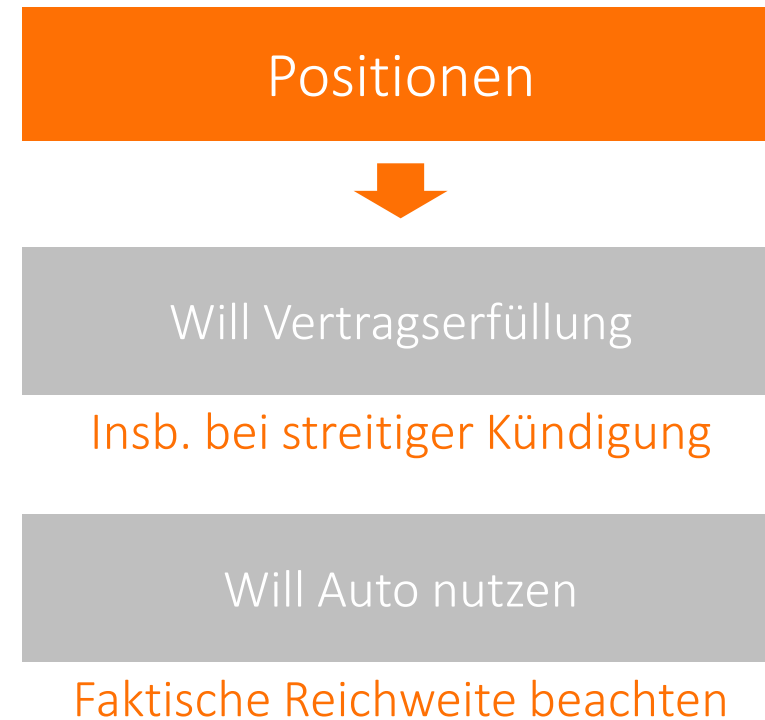 Positionen
Will Vertragserfüllung
Insb. bei streitiger Kündigung
Will Auto nutzen
Faktische Reichweite beachten